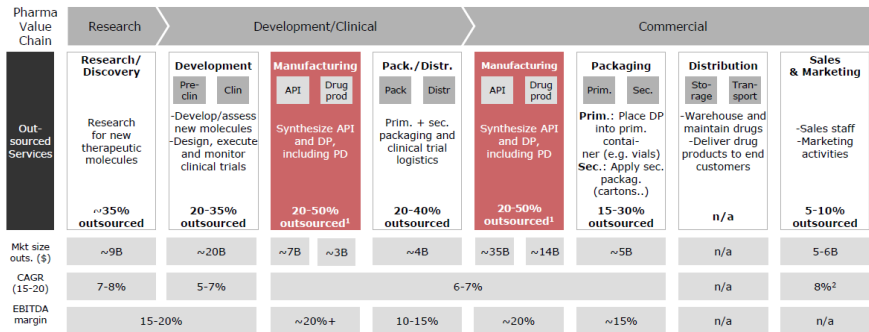 Pharma
Value
Chain
Research
Development/Clinical
Commercial
Out-
sourced
Services
Research/
Discovery
Research
for new
therapeutic
molecules
~35%
outsourced
Development
Pre-
clin
Clin
-Develop/assess
new molecules
-Design, execute
and monitor
clinical trials
20-35%
outsourced
Manufacturing
API
Drug
prod
Synthesize API
and DP,
including PD
20-50%
outsourced¹
Pack./Distr.
Pack
Distr
Prim. + sec.
packaging and
clinical trial
logistics
20-40%
outsourced
Manufacturing
API
Drug
prod
Synthesize API
and DP,
including PD
20-50%
outsourced¹
Packaging
Prim.
Sec.
Prim.: Place DP
into prim.
contai-
ner (e.g. vials)
Sec.: Apply sec.
packag.
(cartons..)
15-30%
outsourced
Distribution
Sto-
rage
Tran-
sport
-Warehouse and
maintain drugs
-Deliver drug
products to end
customers
n/a
Sales
& Marketing
-Sales staff
-Marketing
activities
5-10%
outsourced
Mkt size
outs. ($)
~9B
~20B
~7B
~3B
~4B
~35B
~14B
~5B
n/a
5-6B
CAGR
(15-20)
7-8%
5-7%
6-7%
n/a
8%²
EBITDA
margin
15-20%
~20%+
10-15%
~20%
~15%
n/a
n/a